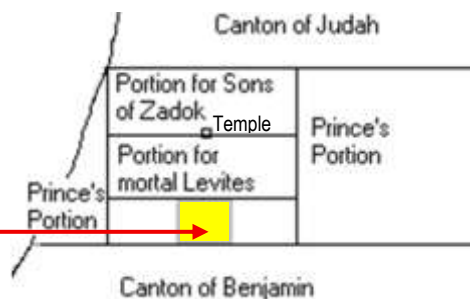 Canton of Judah
Portion for Sons
of Zadok
Temple
Prince's
Portion
Portion for
mortal Levites
Prince's
Portion
Canton of Benjamin